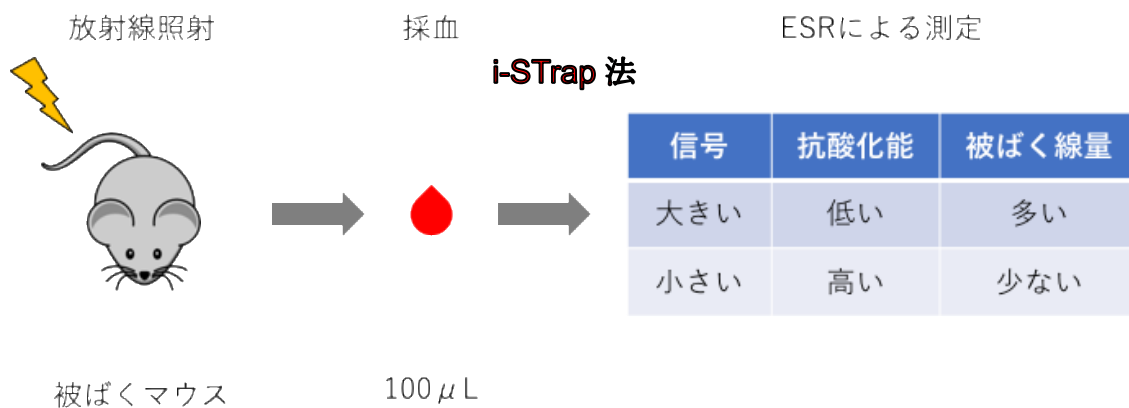 放射線照射
採血
ESRによる測定
i-STrap 法
信号 抗酸化能 被ばく線量
大きい 低い 多い
小さい 高い 少ない
被ばくマウス
100μL